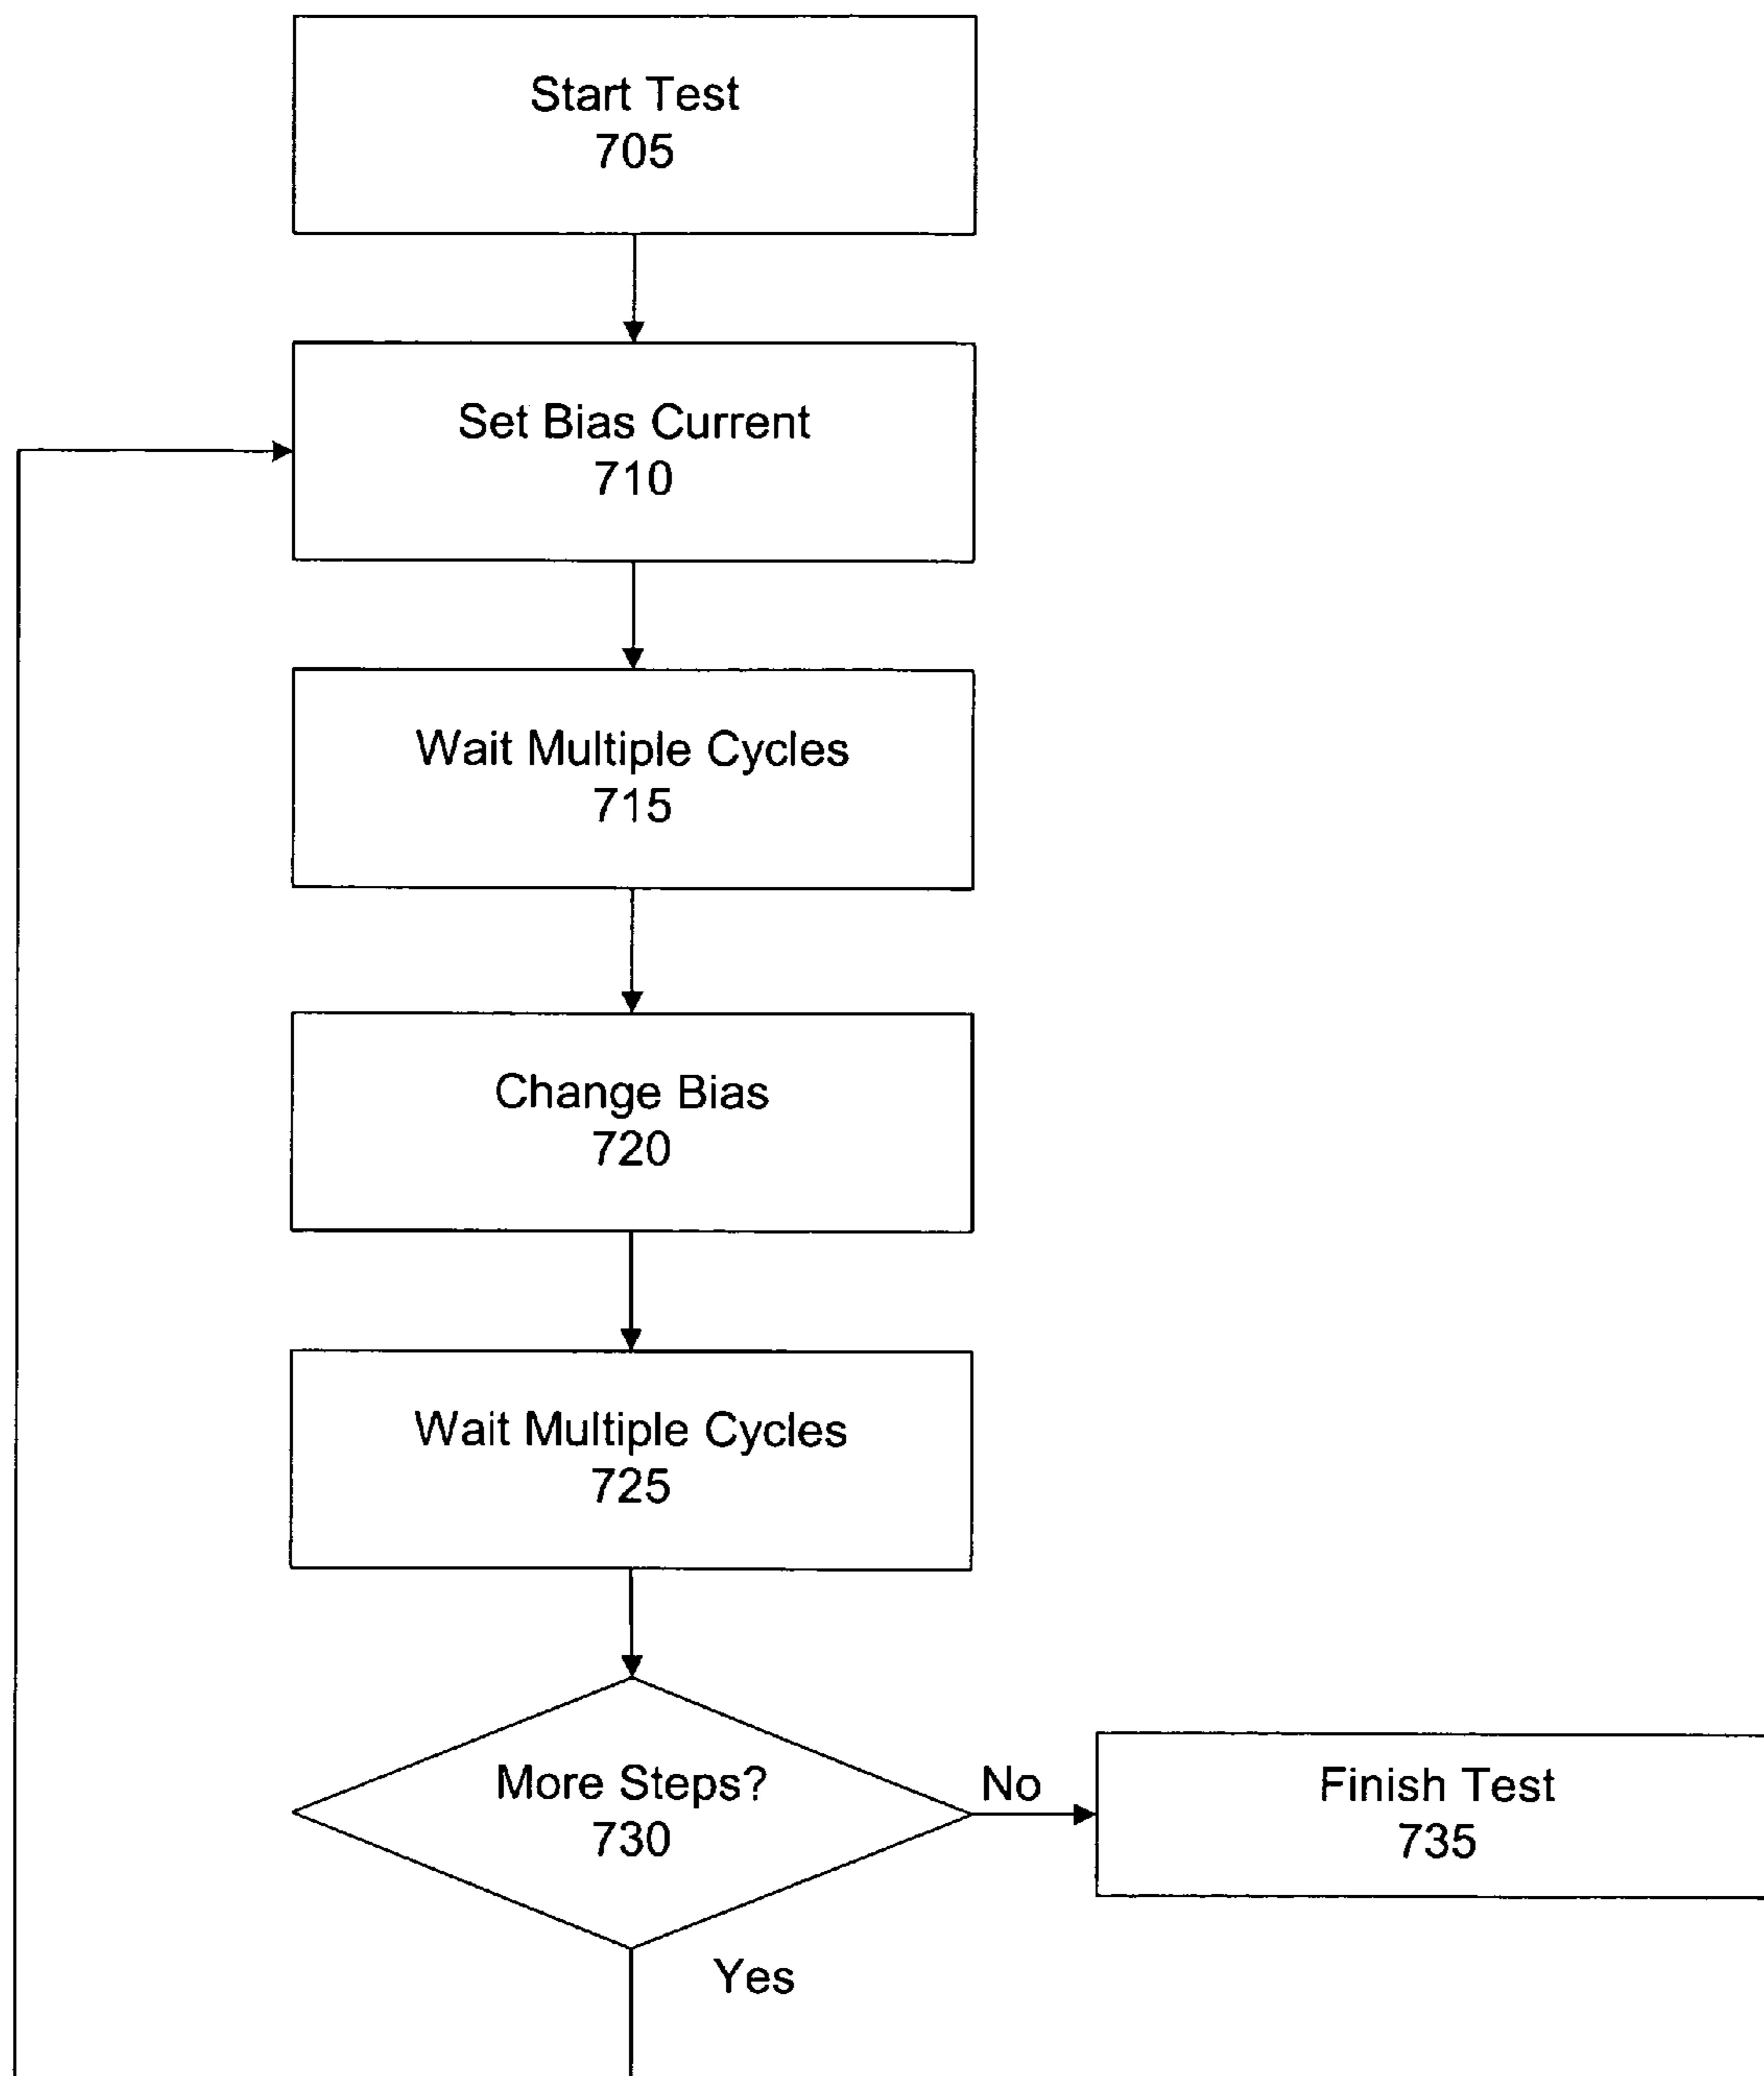 Start Test
705
Set Bias Current
710
Wait Multiple Cycles
715
Change Bias
720
Wait Multiple Cycles
725
More Steps?
730
No
Finish Test
735
Yes